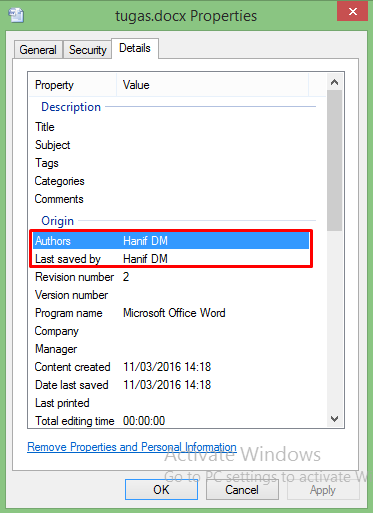 tugas.docx Properties
General Security Details
Property Value
Description
Title
Subject
Tags
Categories
Comments
Origin
Authors Hanif DM
Last saved by Hanif DM
Revision number 2
Version number
Program name Microsoft Office Word
Company
Manager
Content created 11/03/2016 14:18
Date last saved 11/03/2016 14:18
Last printed
Total editing time 00:00:00
Remove Properties and Personal Information
Activate Windows
Go to PC settings to activate W
OK Cancel Apply